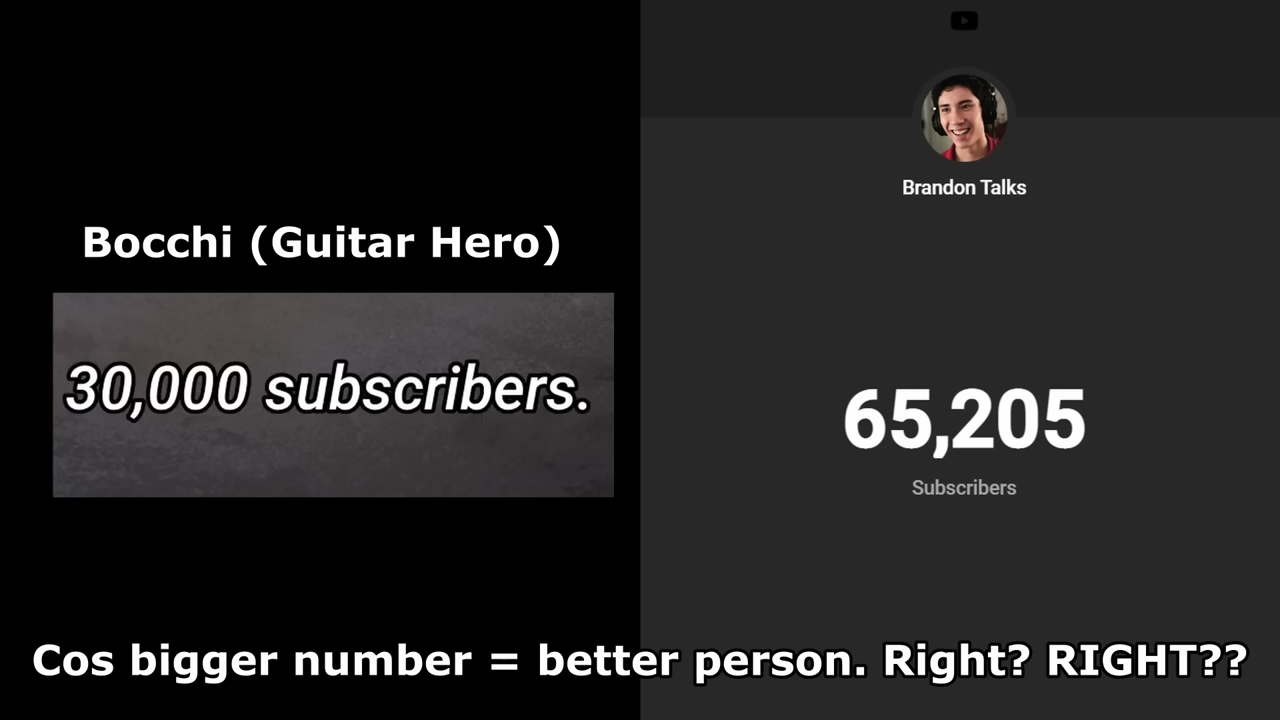 Bocchi (Guitar Hero)
30,000 subscribers.
Brandon Talks
65,205
Subscribers
Cos bigger number = better person. Right? RIGHT??